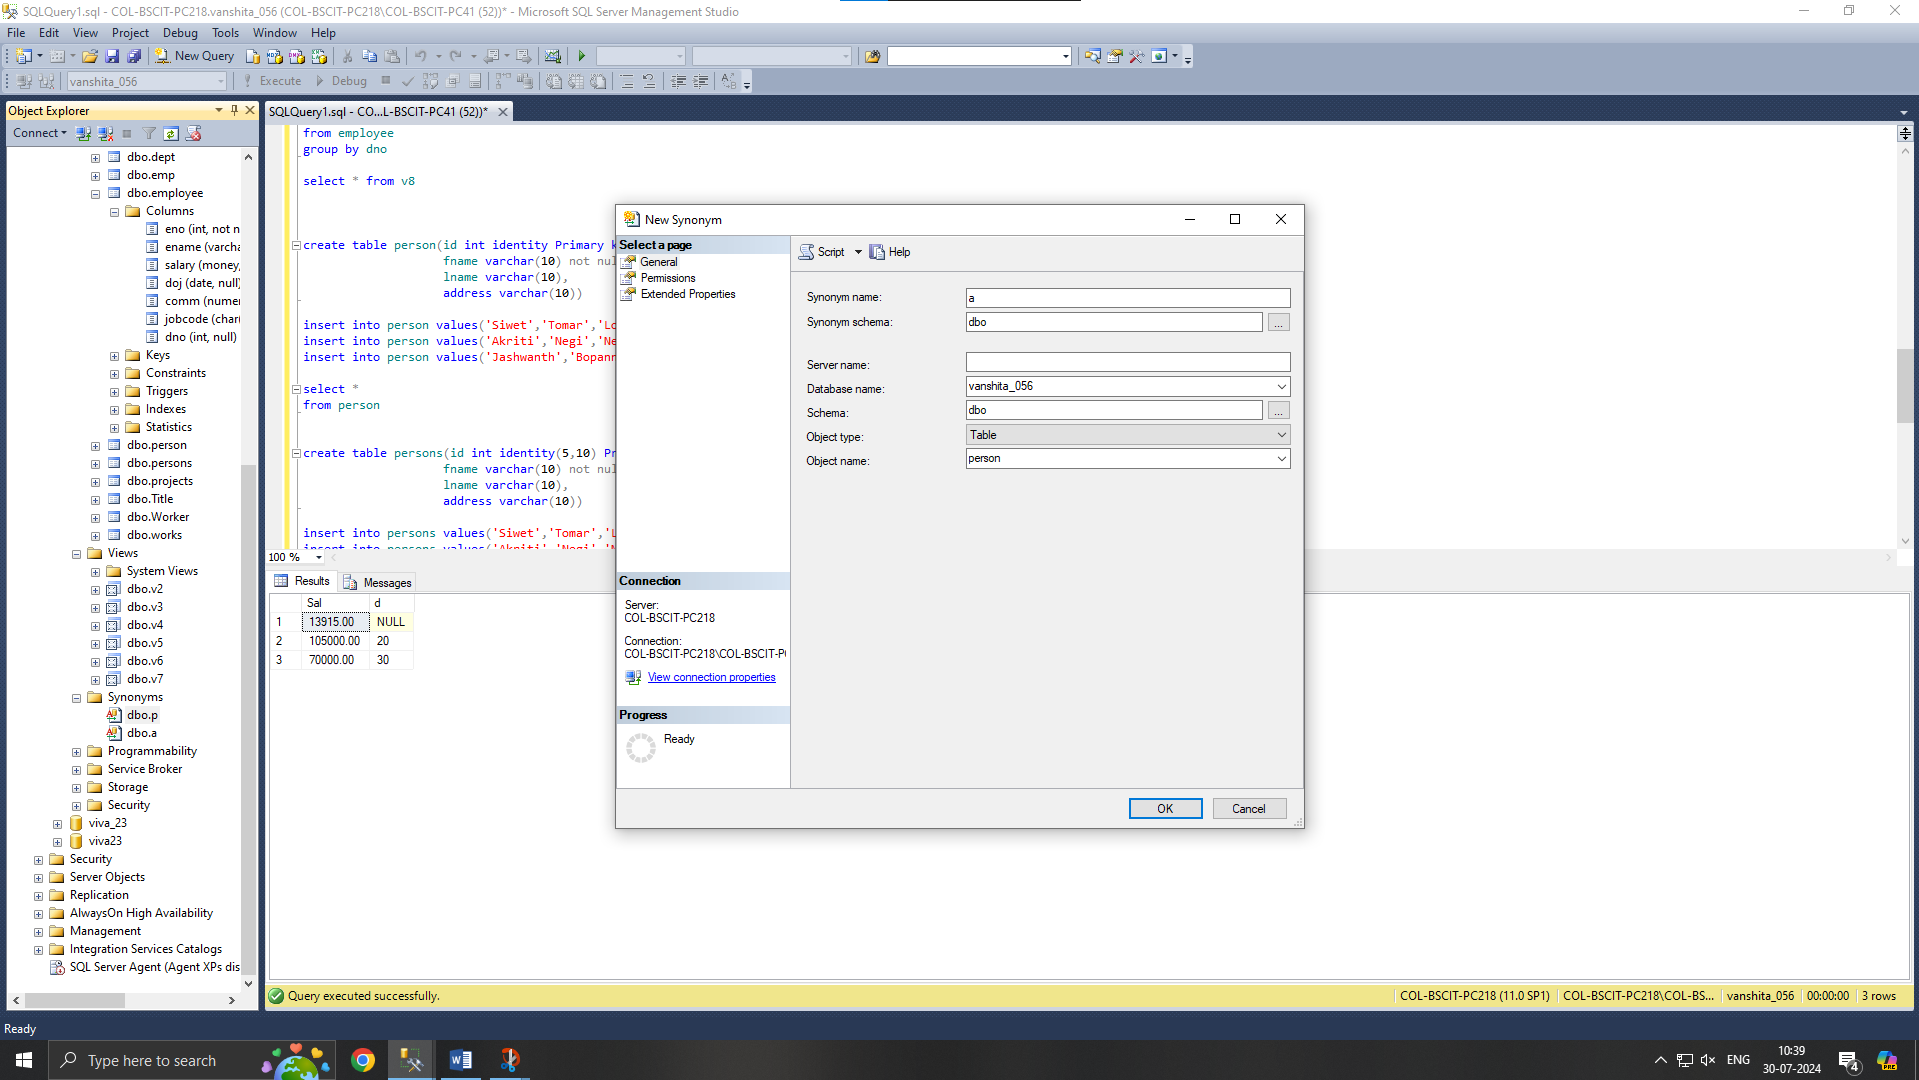 SQLQuery1.sql - COL-BSCIT-PC218.vanshita_056 (COL-BSCIT-PC218\COL-BSCIT-PC41 (52))* - Microsoft SQL Server Management Studio
File Edit View Project Debug Tools Window Help
New Query
vanshita_056 Execute Debug
Object Explorer
Connect
dbo.dept
dbo.emp
dbo.employee
Columns
eno (int, not n
ename (varcha
salary (money,
doj (date, null)
comm (numer
jobcode (char(
dno (int, null)
Keys
Constraints
Triggers
Indexes
Statistics
dbo.person
dbo.persons
dbo.projects
dbo.Title
dbo.Worker
dbo.works
Views
System Views
dbo.v2
dbo.v3
dbo.v4
dbo.v5
dbo.v6
dbo.v7
Synonyms
dbo.p
dbo.a
Programmability
Service Broker
Storage
Security
viva_23
viva23
Security
Server Objects
Replication
AlwaysOn High Availability
Management
Integration Services Catalogs
SQL Server Agent (Agent XPs dis
SQLQuery1.sql - CO...L-BSCIT-PC41 (52))*
from employee
group by dno
select * from v8
create table person(id int identity Primary k
fname varchar(10) not nul
lname varchar(10),
address varchar(10))
insert into person values('Siwet','Tomar','Lo
insert into person values('Akriti','Negi','Ne
insert into person values('Jashwanth','Bopann
select *
from person
create table persons(id int identity(5,10) Pr
fname varchar(10) not nul
lname varchar(10),
address varchar(10))
insert into persons values('Siwet','Tomar','L
insert into persons values('Akriti','Negi','N
100 %
Results Messages
Sal d
1 13915.00 NULL
2 105000.00 20
3 70000.00 30
New Synonym
Select a page
General
Permissions
Extended Properties
Script Help
Synonym name: a
Synonym schema: dbo ...
Server name:
Database name: vanshita_056
Schema: dbo ...
Object type: Table
Object name: person
Connection
Server:
COL-BSCIT-PC218
Connection:
COL-BSCIT-PC218\COL-BSCIT-P
View connection properties
Progress
Ready
OK Cancel
Query executed successfully. COL-BSCIT-PC218 (11.0 SP1) COL-BSCIT-PC218\COL-BS... vanshita_056 00:00:00 3 rows
Ready
Type here to search
ENG
10:39
30-07-2024
4
PRE